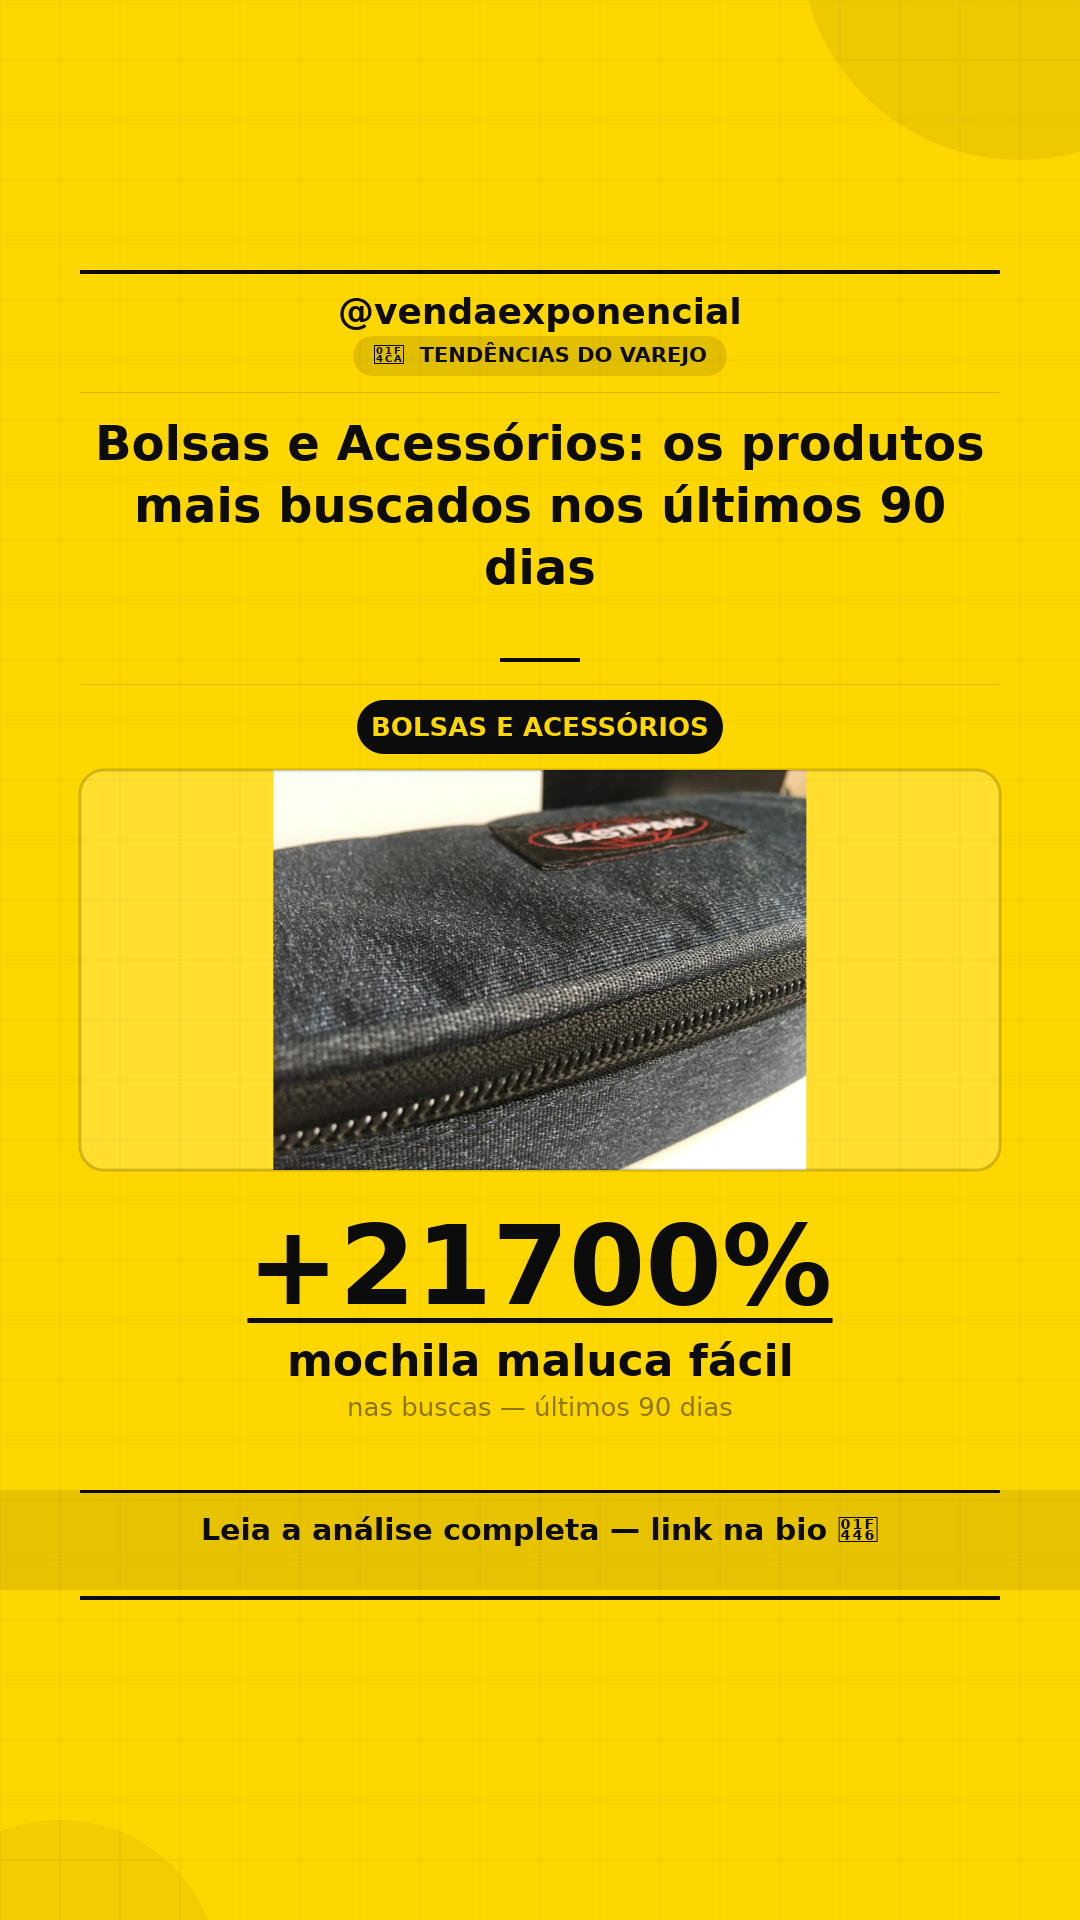 @vendaexponencial
TENDÊNCIAS DO VAREJO
Bolsas e Acessórios: os produtos
mais buscados nos últimos 90
dias
BOLSAS E ACESSÓRIOS
EASTPAK
+21700%
mochila maluca fácil
nas buscas — últimos 90 dias
Leia a análise completa — link na bio